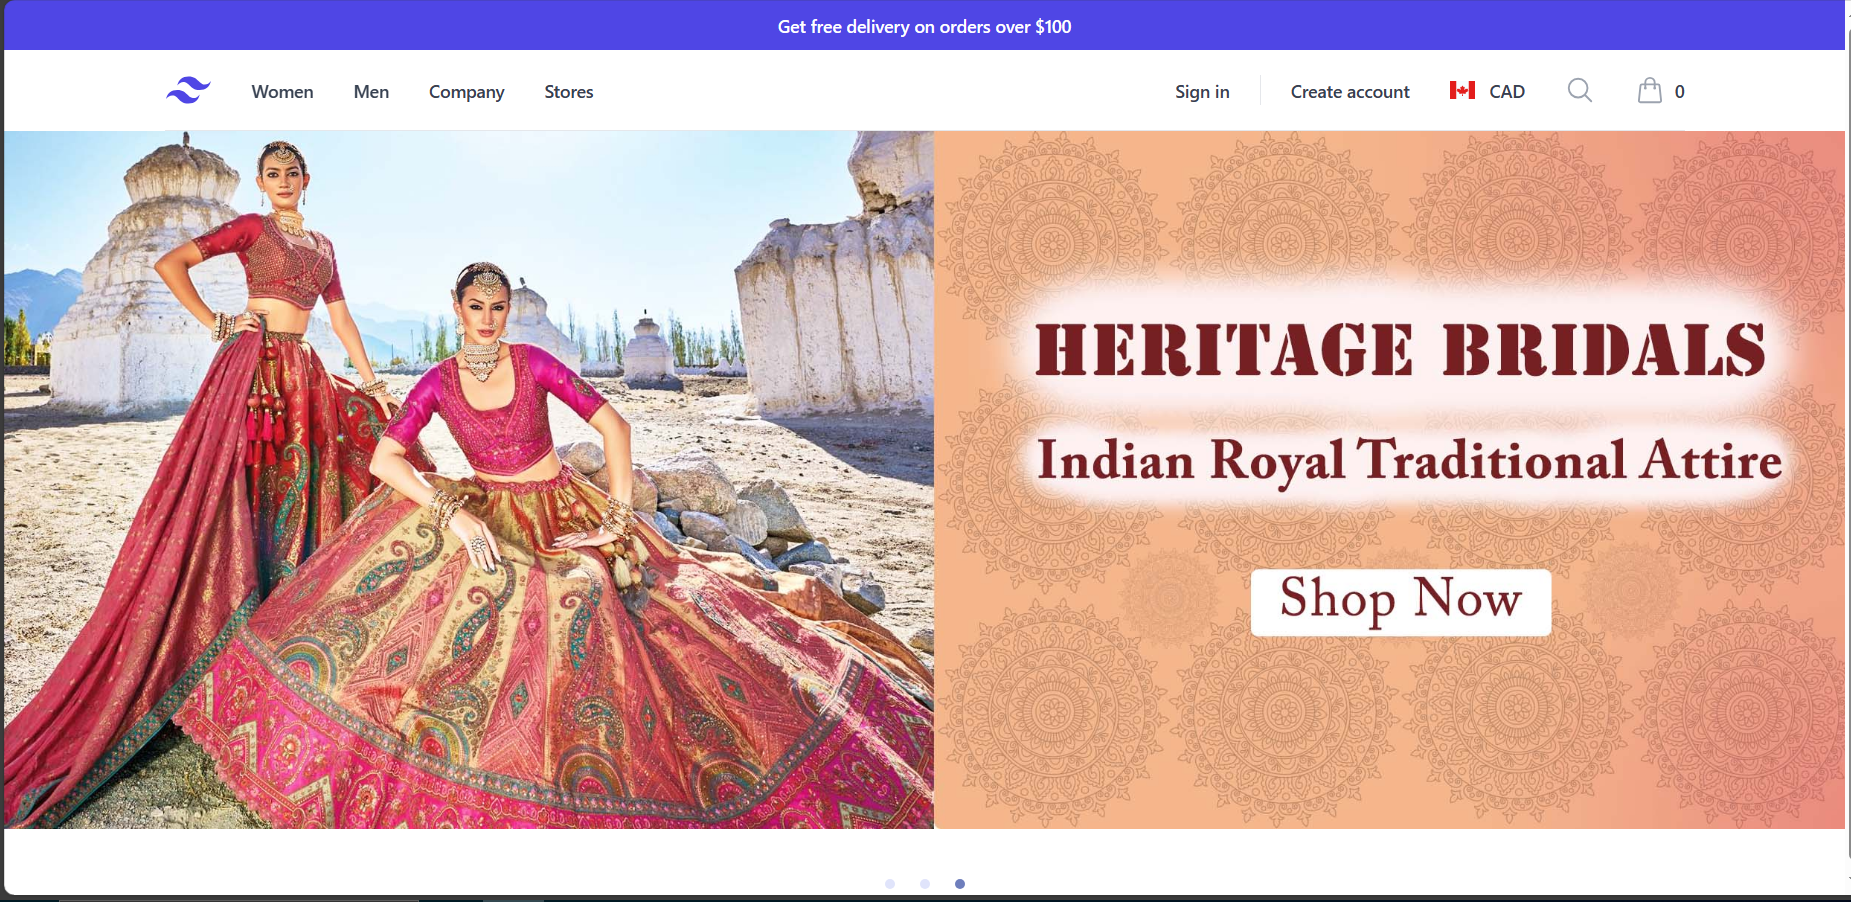 Get free delivery on orders over $100
Women Men Company Stores Sign in Create account CAD 0
HERITAGE BRIDALS
Indian Royal Traditional Attire
Shop Now